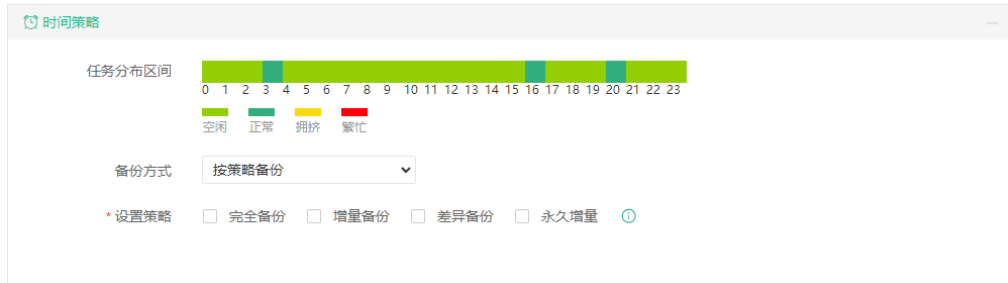 时间策略
任务分布区间
0 1 2 3 4 5 6 7 8 9 10 11 12 13 14 15 16 17 18 19 20 21 22 23
空闲 正常 拥挤 繁忙
备份方式 按策略备份
* 设置策略 完全备份 增量备份 差异备份 永久增量